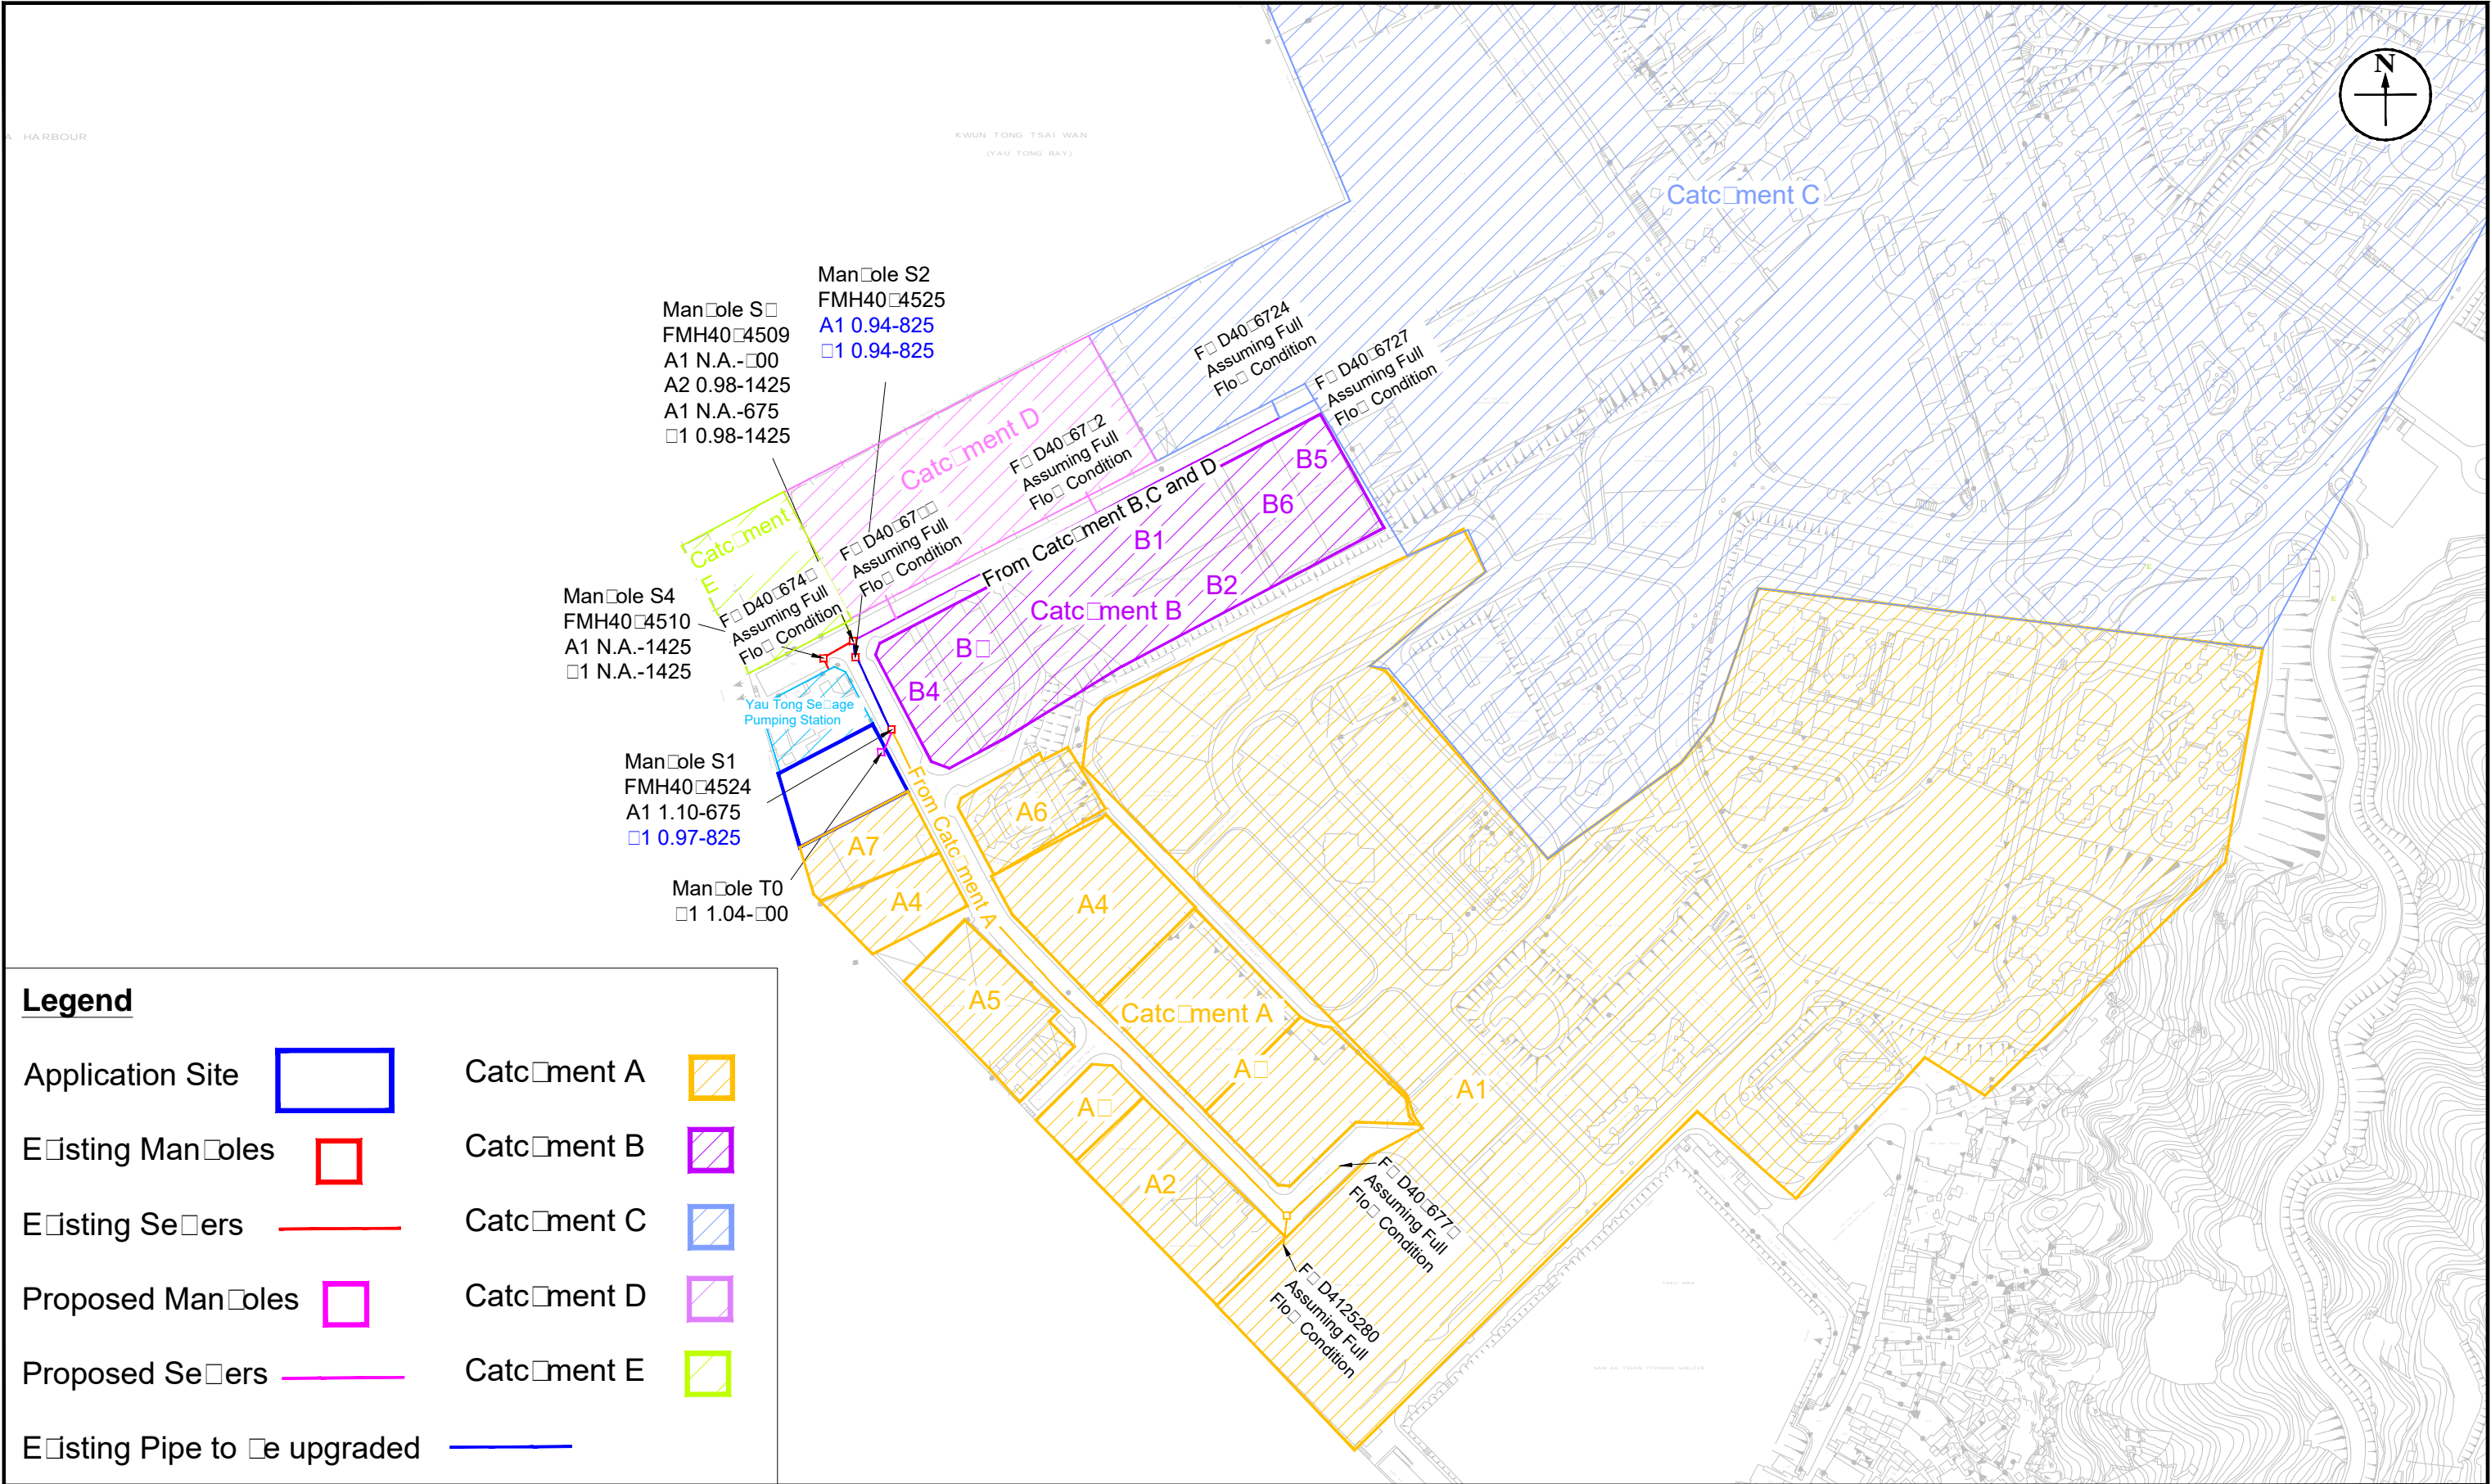 A HARBOUR
KWUN TONG TSAI WAN
(YAU TONG BAY)
N
Catc□ment C
Man□ole S2
FMH40□4525
A1 0.94-825
□1 0.94-825
Man□ole S□
FMH40□4509
A1 N.A.-□00
A2 0.98-1425
A1 N.A.-675
□1 0.98-1425
F□ D40□6724
Assuming Full
Flo□ Condition
F□ D40□6727
Assuming Full
Flo□ Condition
Catc□ment D
F□ D40□67□2
Assuming Full
Flo□ Condition
From Catc□ment B,C and D
B5
B6
B1
B2
Catc□ment B
B□
B4
Catc□ment
E
F□ D40□67□□
Assuming Full
Flo□ Condition
F□ D40□674□
Assuming Full
Flo□ Condition
Man□ole S4
FMH40□4510
A1 N.A.-1425
□1 N.A.-1425
Yau Tong Se□age
Pumping Station
Man□ole S1
FMH40□4524
A1 1.10-675
□1 0.97-825
Man□ole T0
□1 1.04-□00
From Catc□ment A
A6
A7
A4
A4
A5
Catc□ment A
A□
A□
A1
A2
F□ D40□677□
Assuming Full
Flo□ Condition
F□ D4125280
Assuming Full
Flo□ Condition
Legend
Application Site
E□isting Man□oles
E□isting Se□ers
Proposed Man□oles
Proposed Se□ers
E□isting Pipe to □e upgraded
Catc□ment A
Catc□ment B
Catc□ment C
Catc□ment D
Catc□ment E